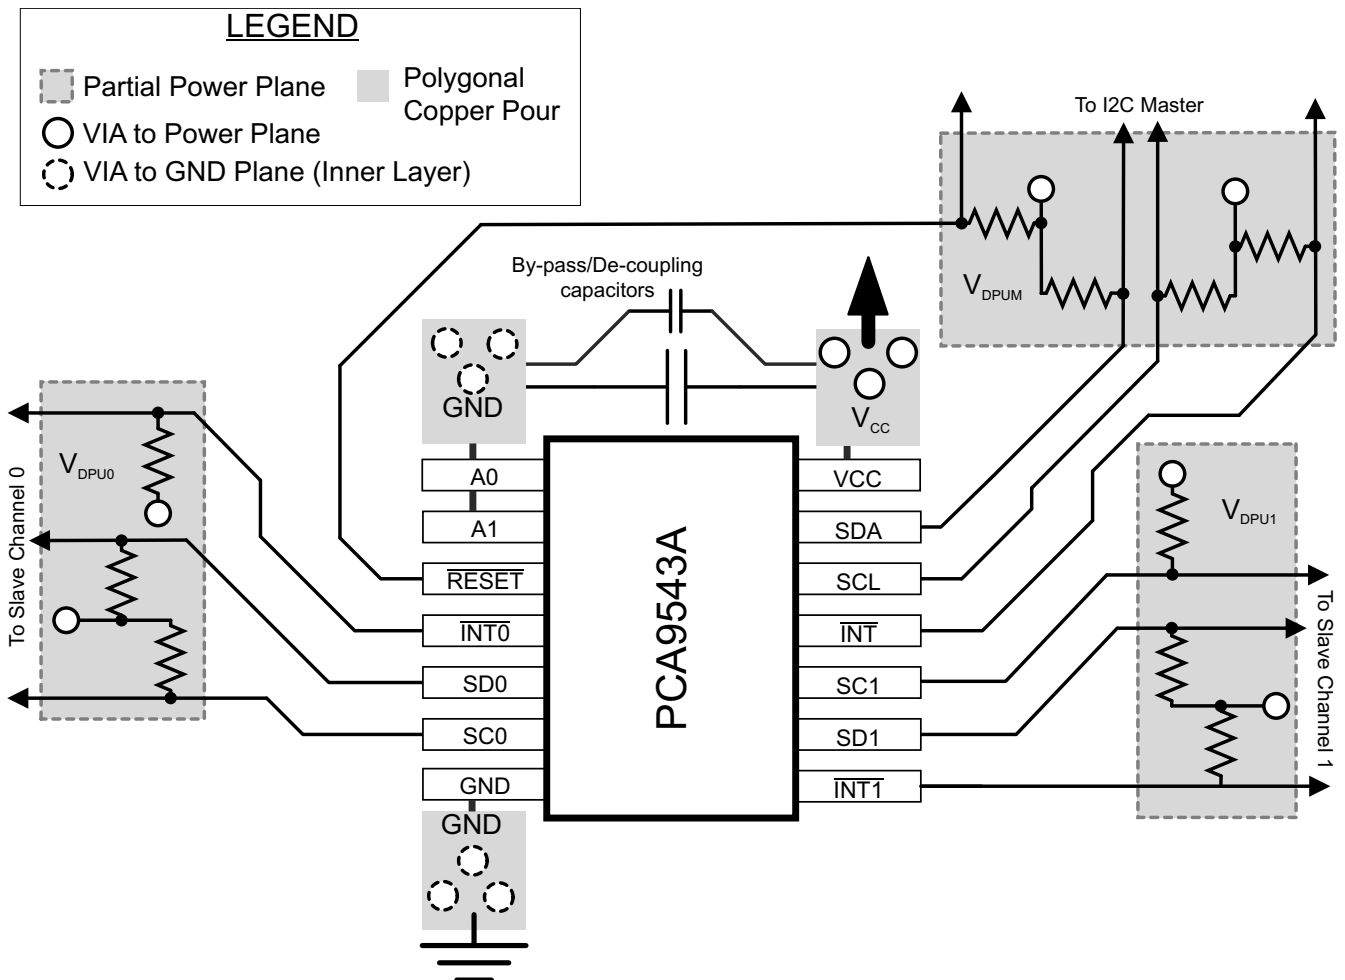 LEGEND
Partial Power Plane
Polygonal
Copper Pour
VIA to Power Plane
VIA to GND Plane (Inner Layer)
To I2C Master
By-pass/De-coupling
capacitors
VDPUM
GND
VCC
VDPU0
VDPU1
To Slave Channel 0
To Slave Channel 1
PCA9543A
A0
A1
RESET
INT0
SD0
SC0
GND
VCC
SDA
SCL
INT
SC1
SD1
INT1
GND